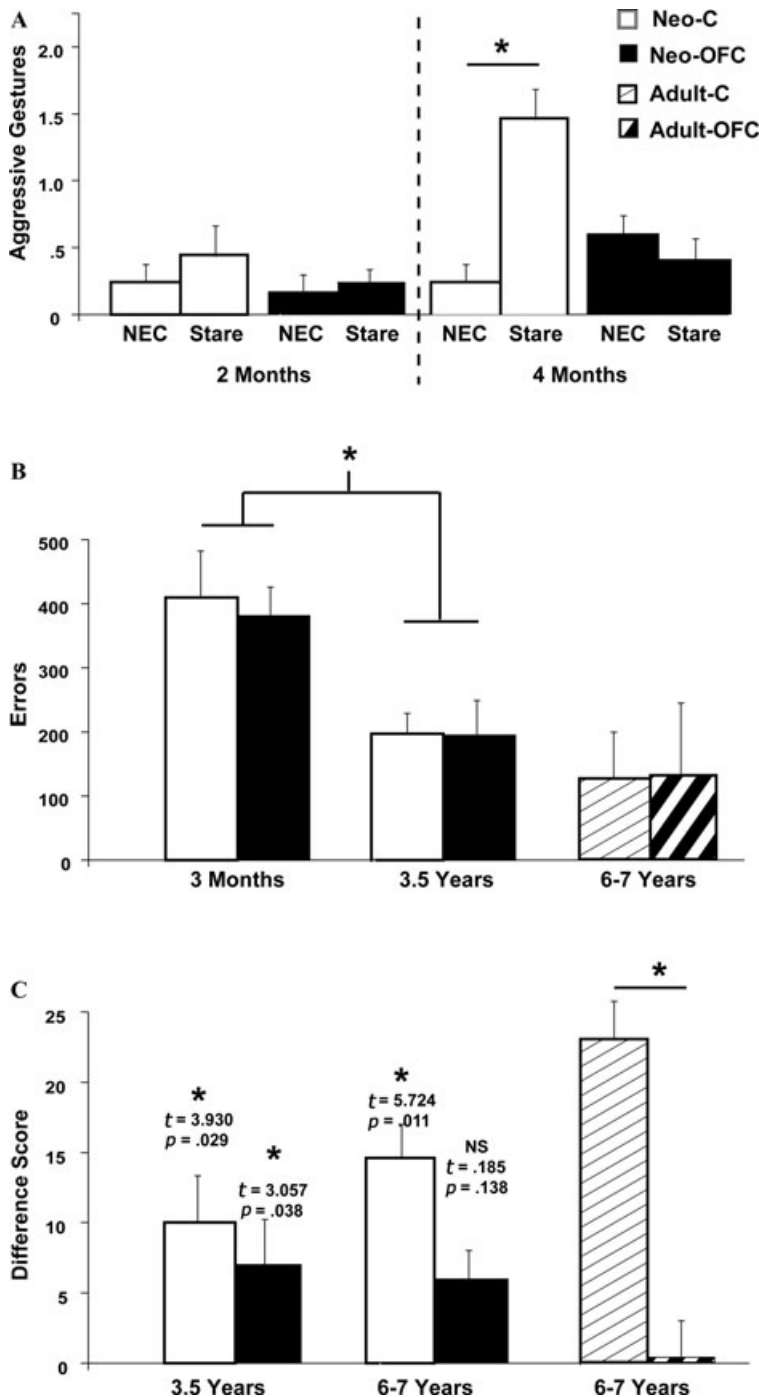 A
Aggressive Gestures
2.0
1.5
1.0
.5
0
*
Neo-C
Neo-OFC
Adult-C
Adult-OFC
NEC Stare NEC Stare NEC Stare NEC Stare
2 Months 4 Months
B
*
Errors
500
400
300
200
100
0
3 Months 3.5 Years 6-7 Years
C
Difference Score
25
20
15
10
5
0
*
t = 3.930
p = .029
*
t = 3.057
p = .038
*
t = 5.724
p = .011
NS
t = .185
p = .138
*
3.5 Years 6-7 Years 6-7 Years